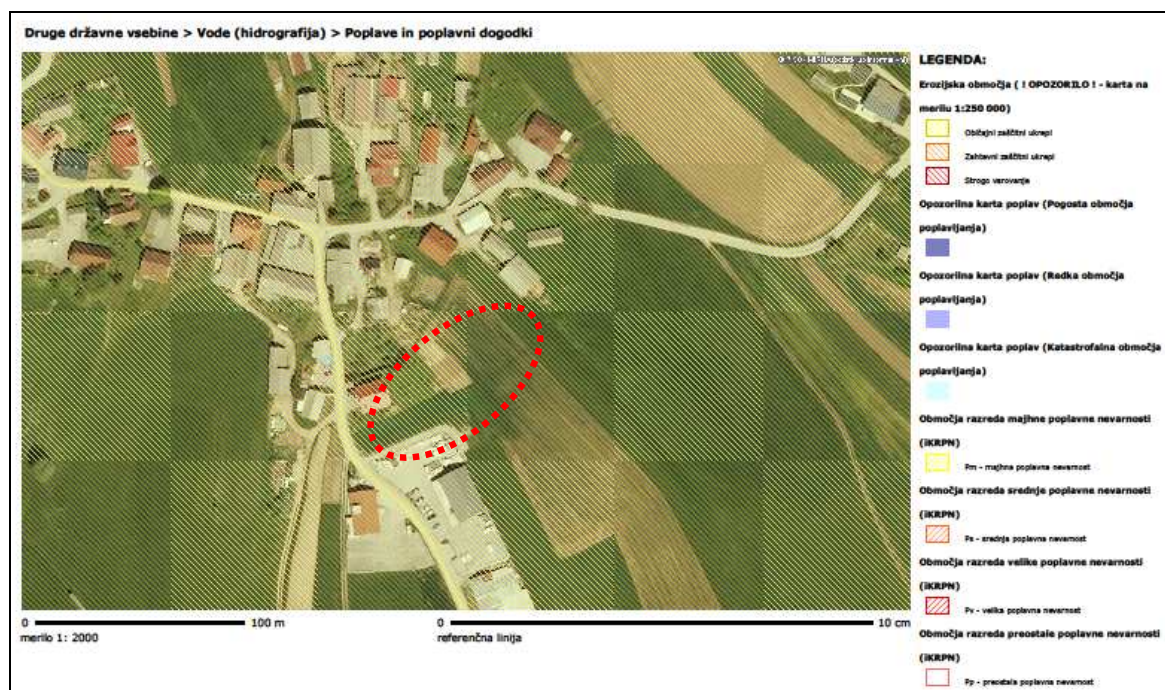 Druge državne vsebine > Vode (hidrografija) > Poplave in poplavni dogodki
LEGENDA:
Erozijska območja ( ! OPOZORILO ! - karta na
merilu 1:250 000)
Običajni zaščitni ukrepi
Zahtevni zaščitni ukrepi
Strogo varovanje
Opozorilna karta poplav (Pogosta območja
poplavljanja)
Opozorilna karta poplav (Redka območja
poplavljanja)
Opozorilna karta poplav (Katastrofalna območja
poplavljanja)
Območja razreda majhne poplavne nevarnosti
(iKRPN)
Pm - majhna poplavna nevarnost
Območja razreda srednje poplavne nevarnosti
(iKRPN)
Ps - srednja poplavna nevarnost
Območja razreda velike poplavne nevarnosti
(iKRPN)
Pv - velika poplavna nevarnost
Območja razreda preostale poplavne nevarnosti
(iKRPN)
Pp - preostala poplavna nevarnost
0 100 m
merilo 1: 2000
0 10 cm
referenčna linija